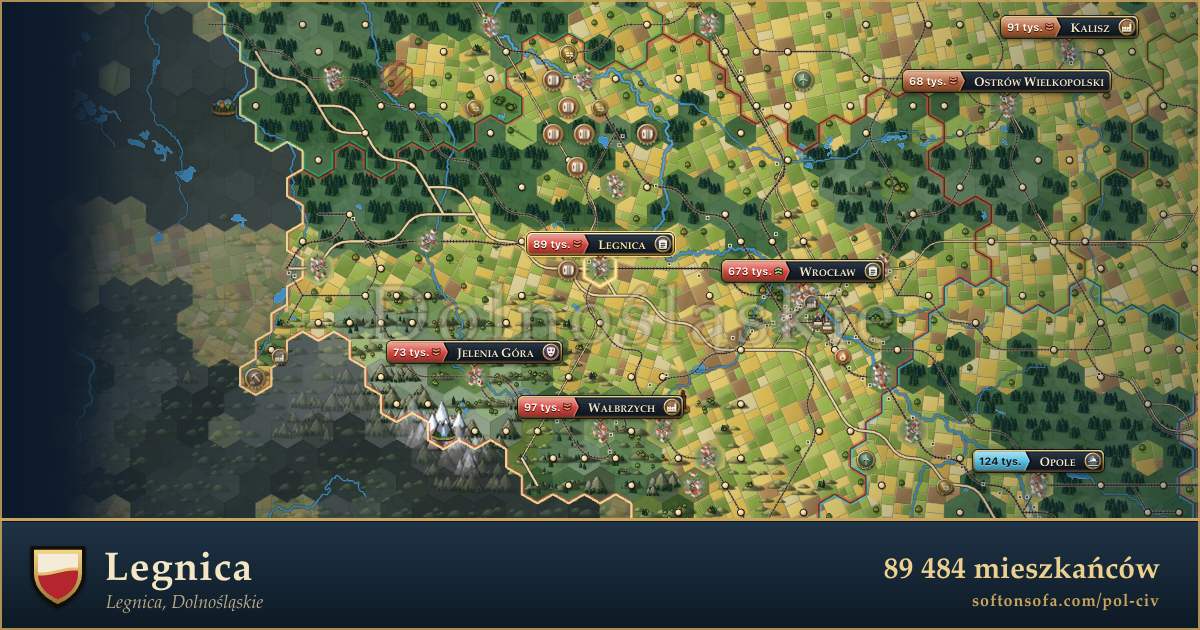 91 tys. KALISZ
68 tys. OSTRÓW WIELKOPOLSKI
89 tys. LEGNICA
673 tys. WROCŁAW
Dolnośląskie
73 tys. JELENIA GÓRA
97 tys. WAŁBRZYCH
124 tys. OPOLE
Legnica
Legnica, Dolnośląskie
89 484 mieszkańców
softonsofa.com/pol-civ